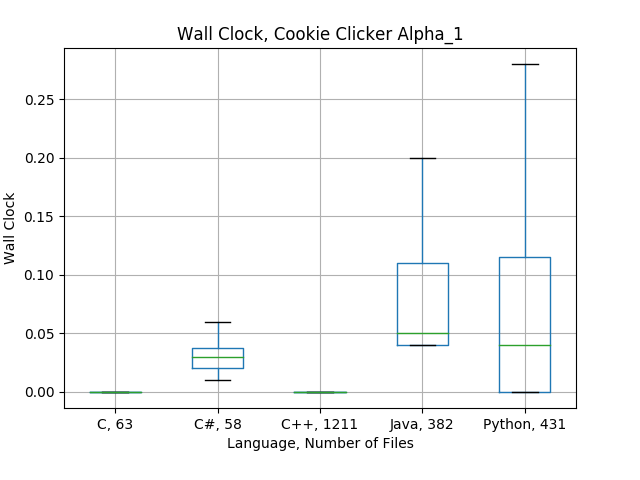 Wall Clock, Cookie Clicker Alpha_1
Wall Clock
0.25
0.20
0.15
0.10
0.05
0.00
C, 63
C#, 58
C++, 1211
Java, 382
Python, 431
Language, Number of Files